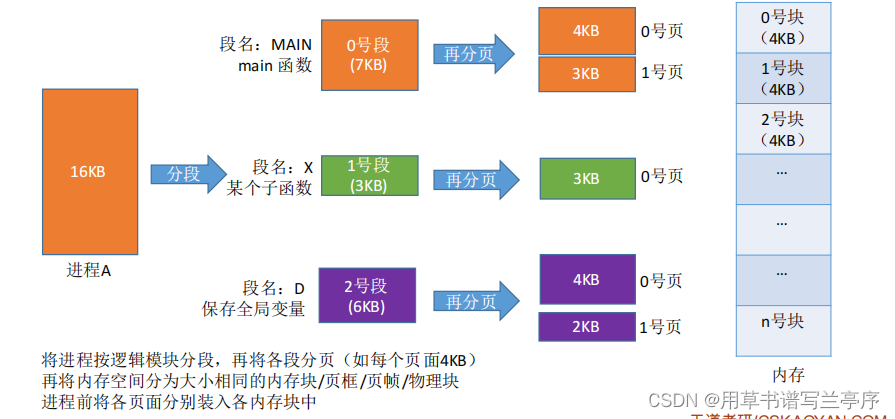 段名：MAIN
main 函数
0号段
(7KB)
再分页
4KB
0号页
3KB
1号页
16KB
进程A
分段
段名：X
某个子函数
1号段
(3KB)
再分页
3KB
0号页
段名：D
保存全局变量
2号段
(6KB)
再分页
4KB
0号页
2KB
1号页
0号块
（4KB）
1号块
（4KB）
2号块
（4KB）
...
...
...
n号块
内存
将进程按逻辑模块分段，再将各段分页（如每个页面4KB）
再将内存空间分为大小相同的内存块/页框/页帧/物理块
进程前将各页面分别装入各内存块中
CSDN @用草书谱写兰亭序
王道考研/CSKAOYAN.COM